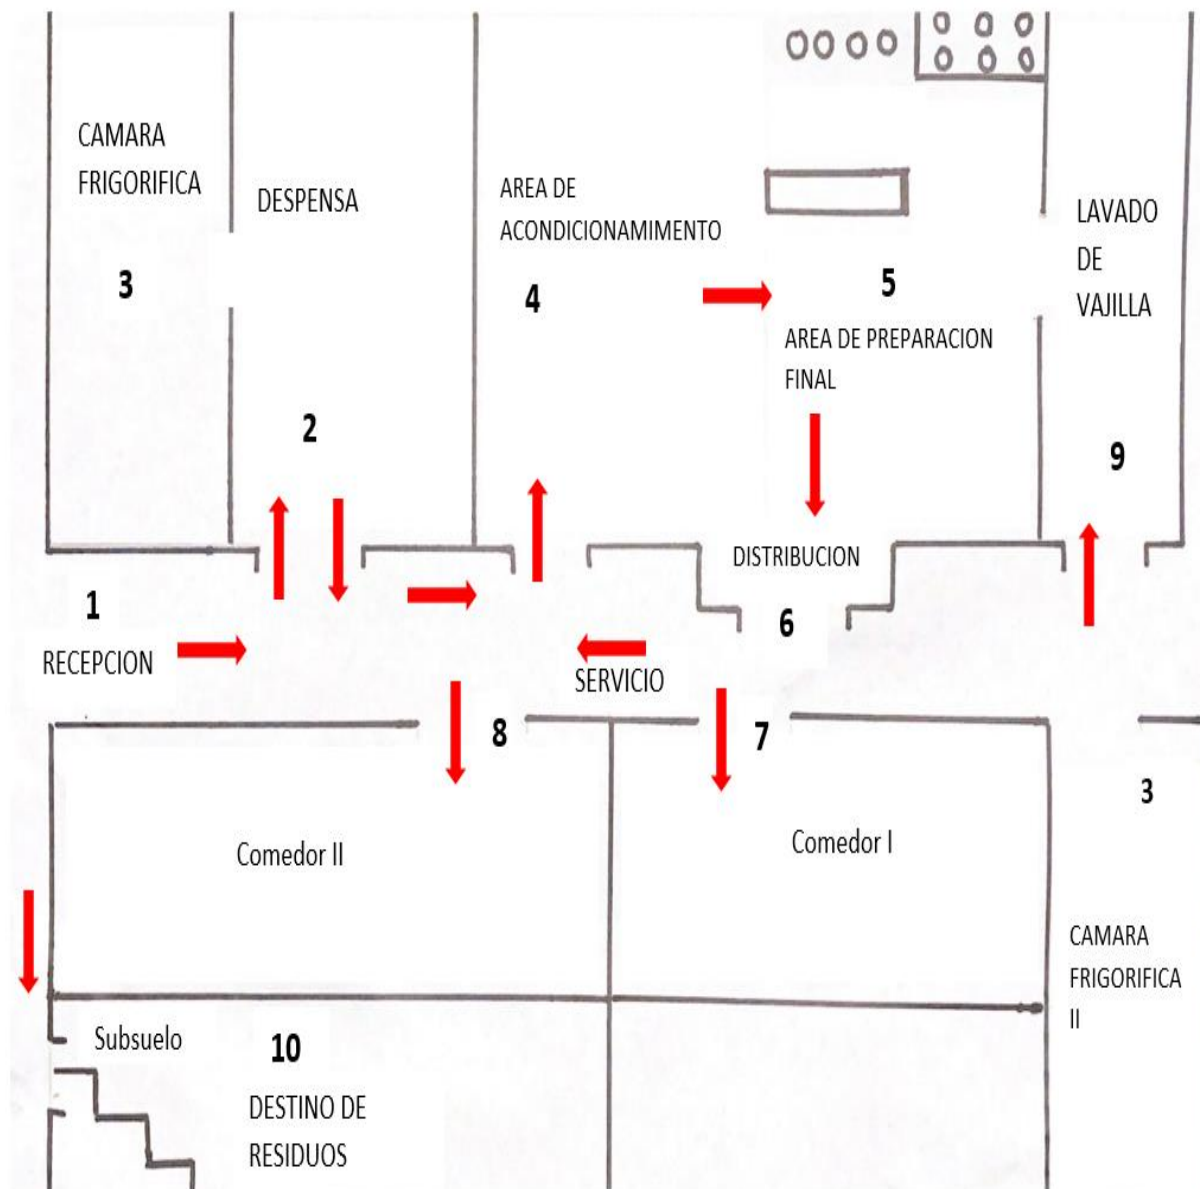 CAMARA
FRIGORIFICA
3
DESPENSA
2
AREA DE
ACONDICIONAMIMENTO
4
5
AREA DE PREPARACION
FINAL
LAVADO
DE
VAJILLA
9
1
RECEPCION
DISTRIBUCION
6
SERVICIO
8
7
3
Comedor II
Comedor I
CAMARA
FRIGORIFICA
II
Subsuelo
10
DESTINO DE
RESIDUOS